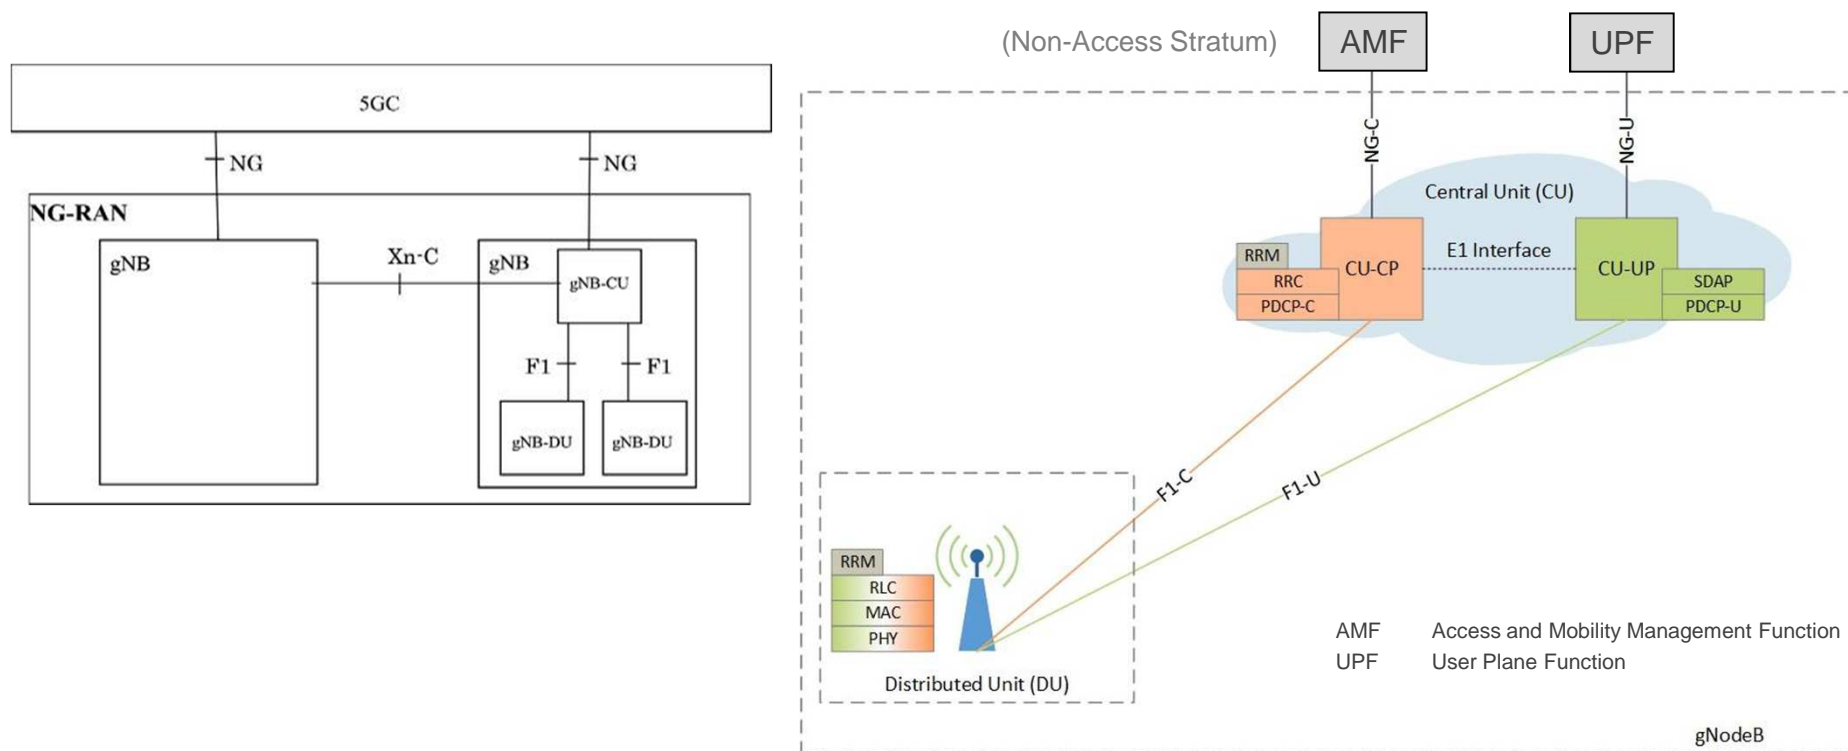 5GC
NG
NG
NG-RAN
gNB
Xn-C
gNB
gNB-CU
F1
F1
gNB-DU
gNB-DU
(Non-Access Stratum)
AMF
UPF
NG-C
NG-U
Central Unit (CU)
RRM
RRC
PDCP-C
CU-CP
E1 Interface
CU-UP
SDAP
PDCP-U
F1-C
F1-U
RRM
RLC
MAC
PHY
Distributed Unit (DU)
AMF Access and Mobility Management Function
UPF User Plane Function
gNodeB